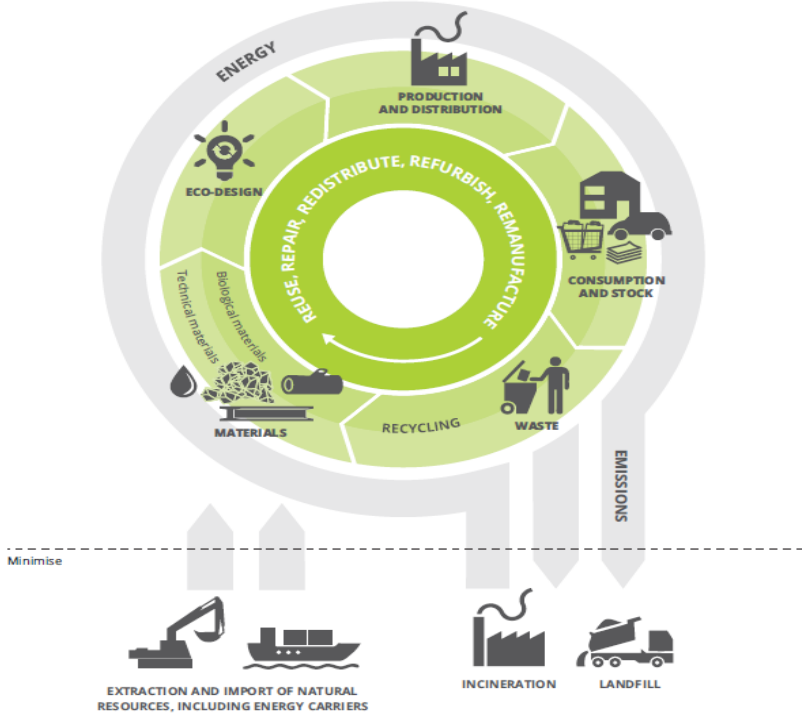 ENERGY
PRODUCTION
AND DISTRIBUTION
ECO-DESIGN
REUSE, REPAIR, REDISTRIBUTE, REFURBISH, REMANUFACTURE
CONSUMPTION
AND STOCK
Technical materials
Biological materials
MATERIALS
RECYCLING
WASTE
EMISSIONS
Minimise
EXTRACTION AND IMPORT OF NATURAL
RESOURCES, INCLUDING ENERGY CARRIERS
INCINERATION
LANDFILL